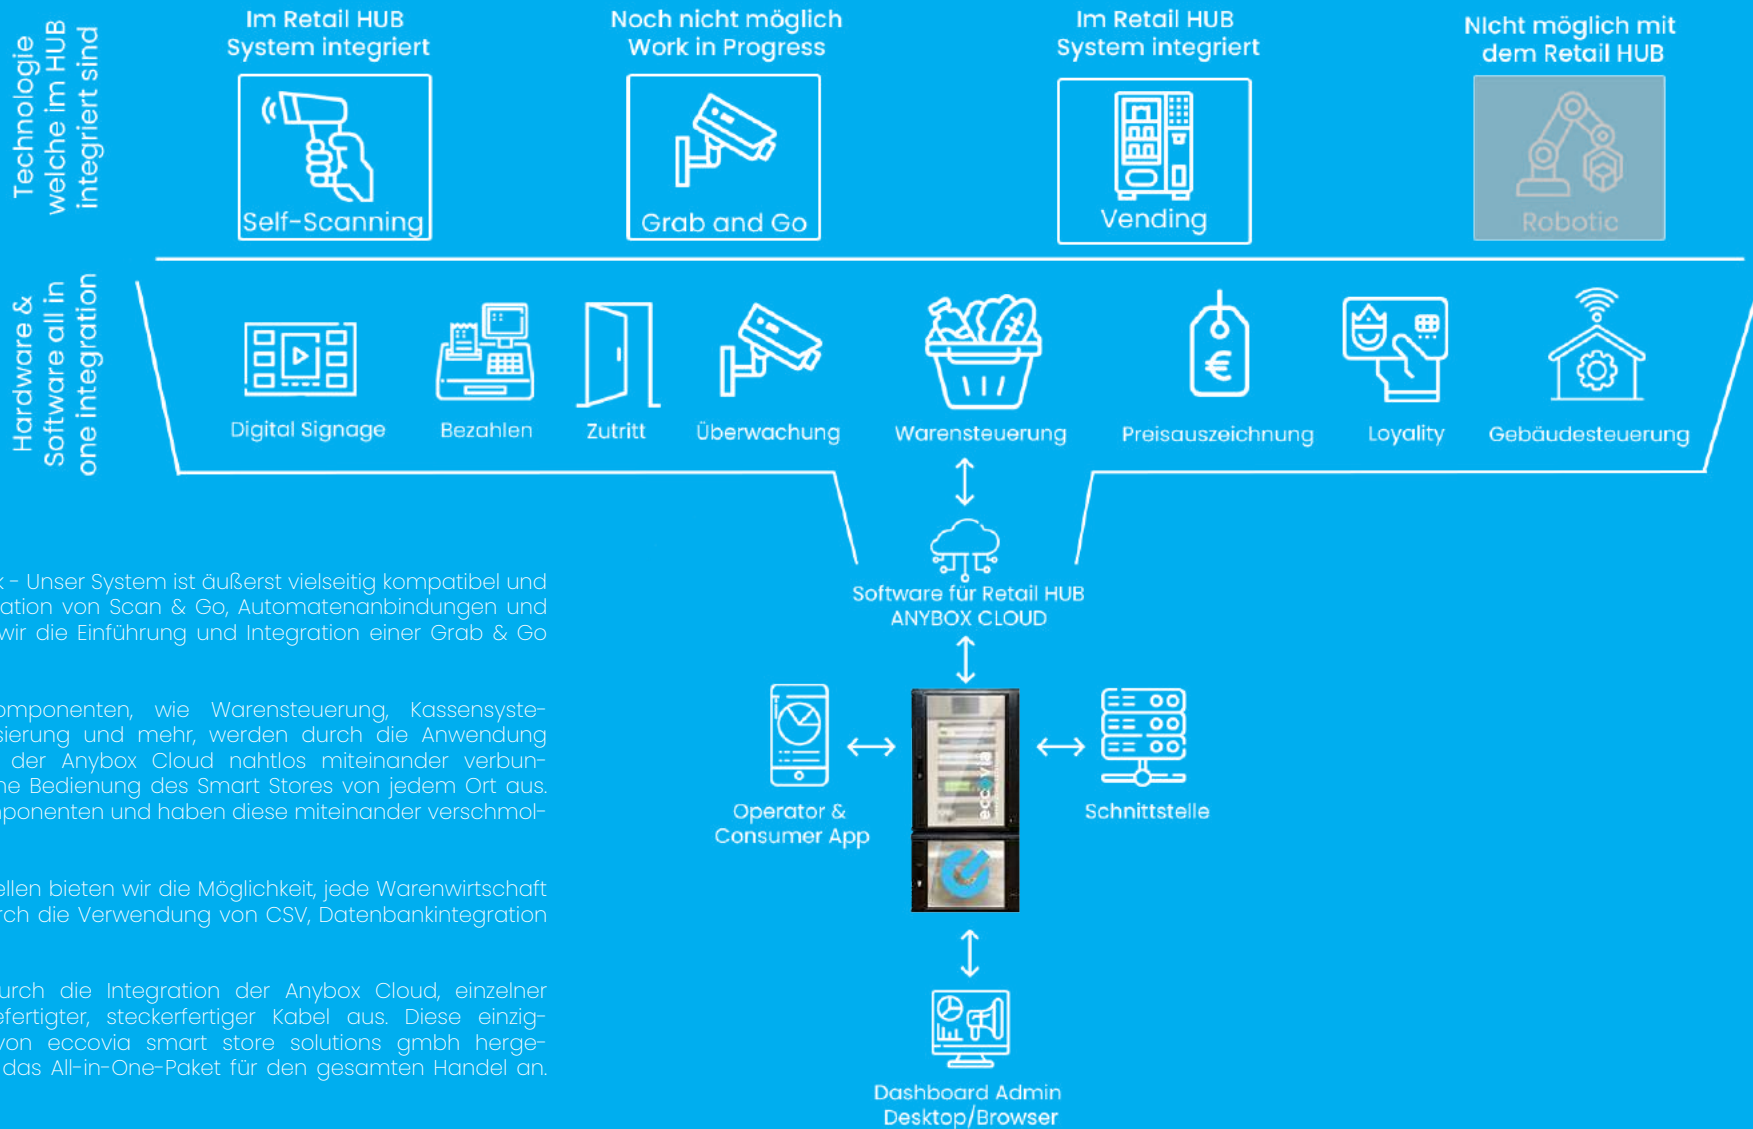 Technologie
welche im HUB
integriert sind
Im Retail HUB
System integriert
Self-Scanning
Noch nicht möglich
Work in Progress
Grab and Go
Im Retail HUB
System integriert
Vending
NIcht möglich mit
dem Retail HUB
Robotic
Hardware &
Software all in
one integration
Digital Signage
Bezahlen
Zutritt
Überwachung
Warensteuerung
Preisauszeichnung
Loyality
Gebäudesteuerung
Software für Retail HUB
ANYBOX CLOUD
Operator &
Consumer App
eccovia
Schnittstelle
Dashboard Admin
Desktop/Browser
- Unser System ist äußerst vielseitig kompatibel und
ation von Scan & Go, Automatenanbindungen und
wir die Einführung und Integration einer Grab & Go
omponenten, wie Warensteuerung, Kassensyste-
sierung und mehr, werden durch die Anwendung
der Anybox Cloud nahtlos miteinander verbun-
ne Bedienung des Smart Stores von jedem Ort aus.
nponenten und haben diese miteinander verschmol-
ellen bieten wir die Möglichkeit, jede Warenwirtschaft
rch die Verwendung von CSV, Datenbankintegration
urch die Integration der Anybox Cloud, einzelner
efertigter, steckerfertiger Kabel aus. Diese einzig-
von eccovia smart store solutions gmbh herge-
das All-in-One-Paket für den gesamten Handel an.